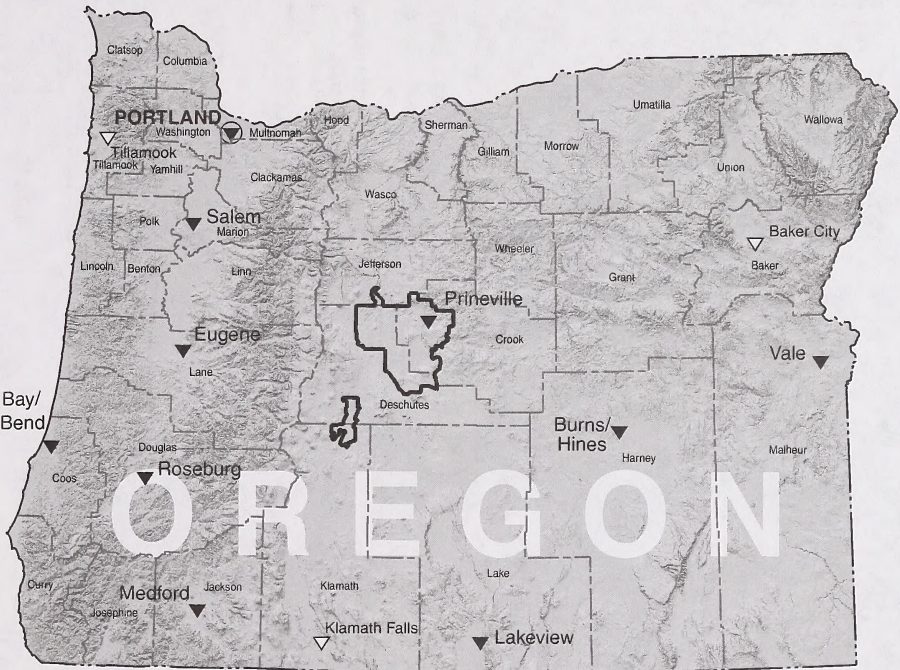 Clatsop
Columbia
PORTLAND
Washington
Multnomah
Hood
Sherman
Gilliam
Morrow
Umatilla
Wallowa
Union
Tillamook
Tillamook
Yamhill
Clackamas
Wasco
Polk
Salem
Marion
Wheeler
Grant
Baker City
Baker
Lincoln
Benton
Linn
Jefferson
Prineville
Crook
Eugene
Lane
Vale
Deschutes
Bay/
Bend
Burns/
Hines
Harney
Malheur
Douglas
Coos
Roseburg
OREGON
Curry
Josephine
Medford
Jackson
Klamath
Klamath Falls
Lake
Lakeview